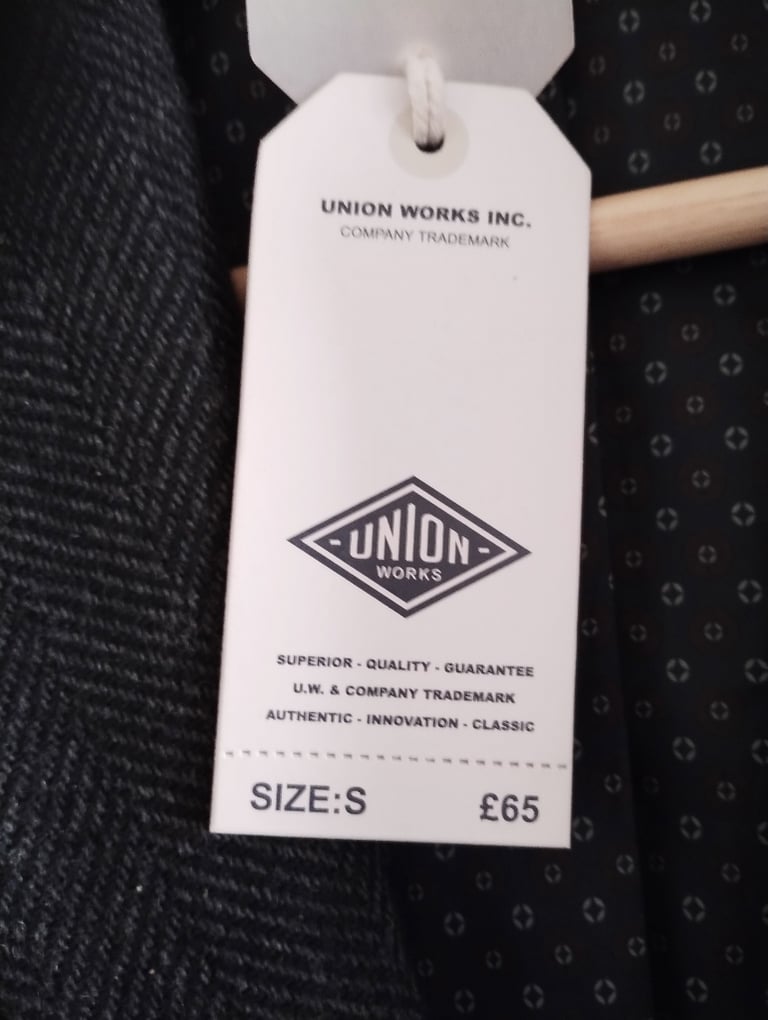 UNION WORKS INC.
COMPANY TRADEMARK
- UNION -
WORKS
SUPERIOR - QUALITY - GUARANTEE
U.W. & COMPANY TRADEMARK
AUTHENTIC - INNOVATION - CLASSIC
SIZE:S £65